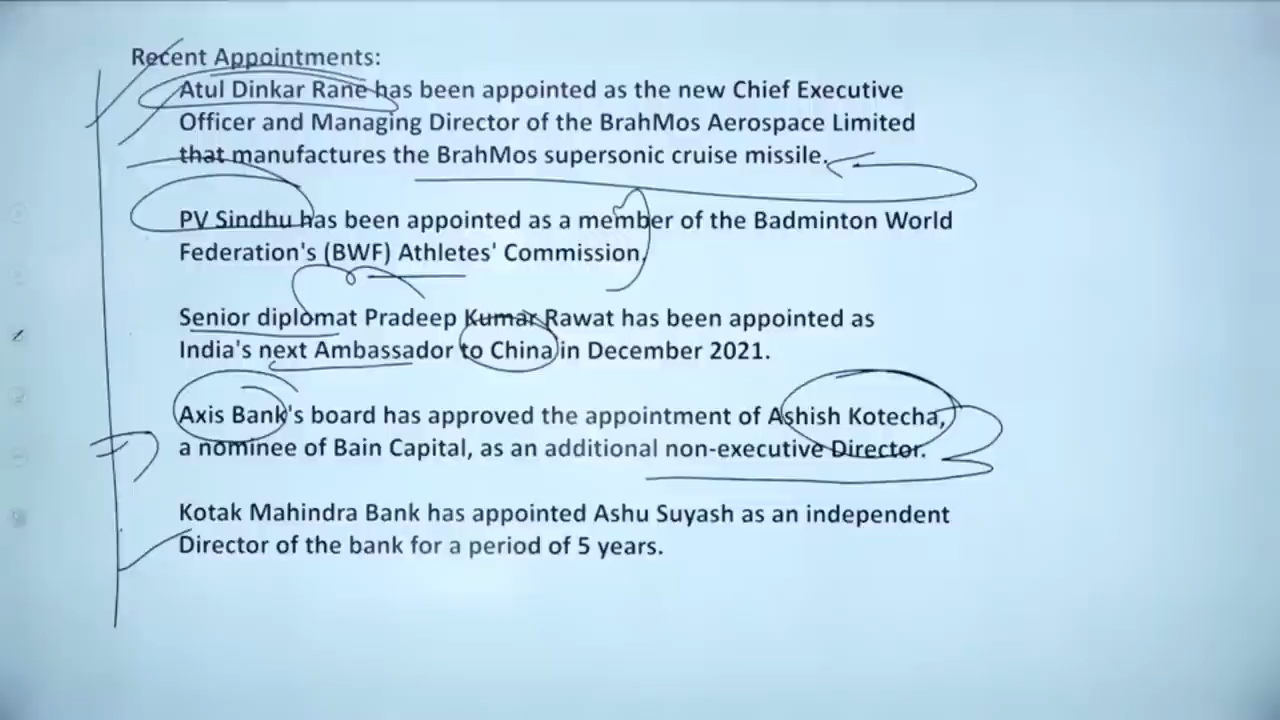 Recent Appointments:
Atul Dinkar Rane has been appointed as the new Chief Executive
Officer and Managing Director of the BrahMos Aerospace Limited
that manufactures the BrahMos supersonic cruise missile.
PV Sindhu has been appointed as a member of the Badminton World
Federation's (BWF) Athletes' Commission.
Senior diplomat Pradeep Kumar Rawat has been appointed as
India's next Ambassador to China in December 2021.
Axis Bank's board has approved the appointment of Ashish Kotecha,
a nominee of Bain Capital, as an additional non-executive Director.
Kotak Mahindra Bank has appointed Ashu Suyash as an independent
Director of the bank for a period of 5 years.